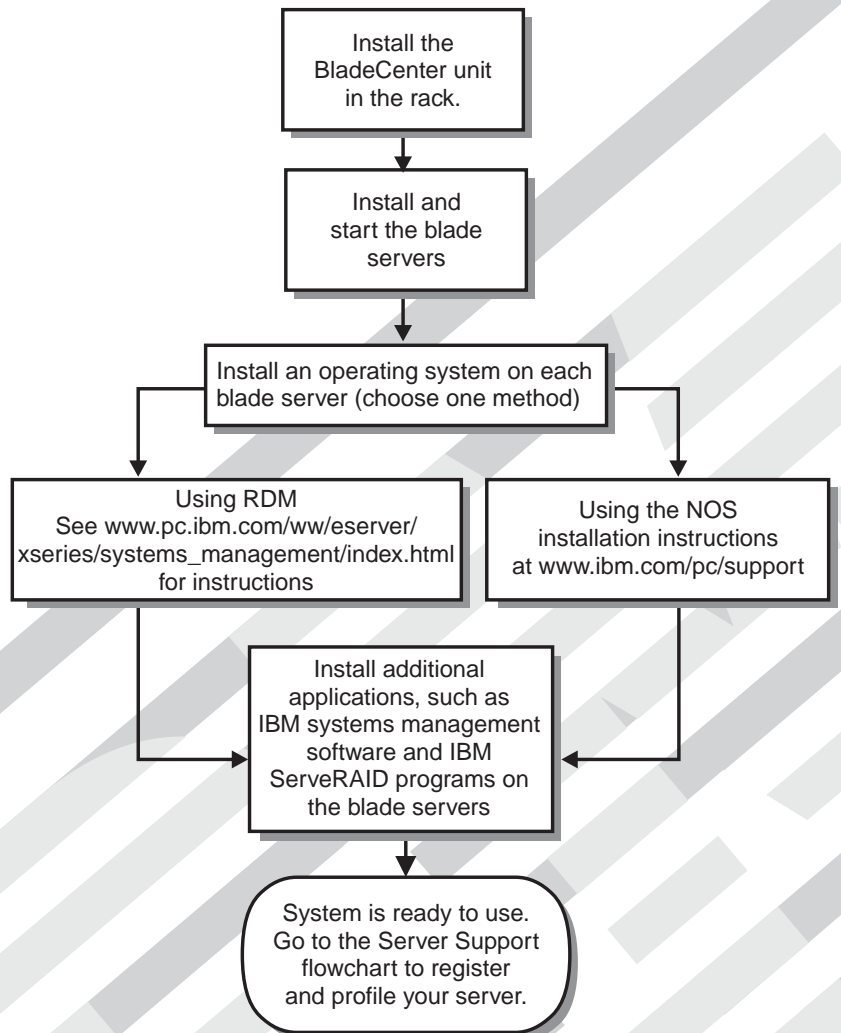 Install the
BladeCenter unit
in the rack.
Install and
start the blade
servers
Install an operating system on each
blade server (choose one method)
Using RDM
See www.pc.ibm.com/ww/eserver/
xseries/systems_management/index.html
for instructions
Using the NOS
installation instructions
at www.ibm.com/pc/support
Install additional
applications, such as
IBM systems management
software and IBM
ServeRAID programs on
the blade servers
System is ready to use.
Go to the Server Support
flowchart to register
and profile your server.